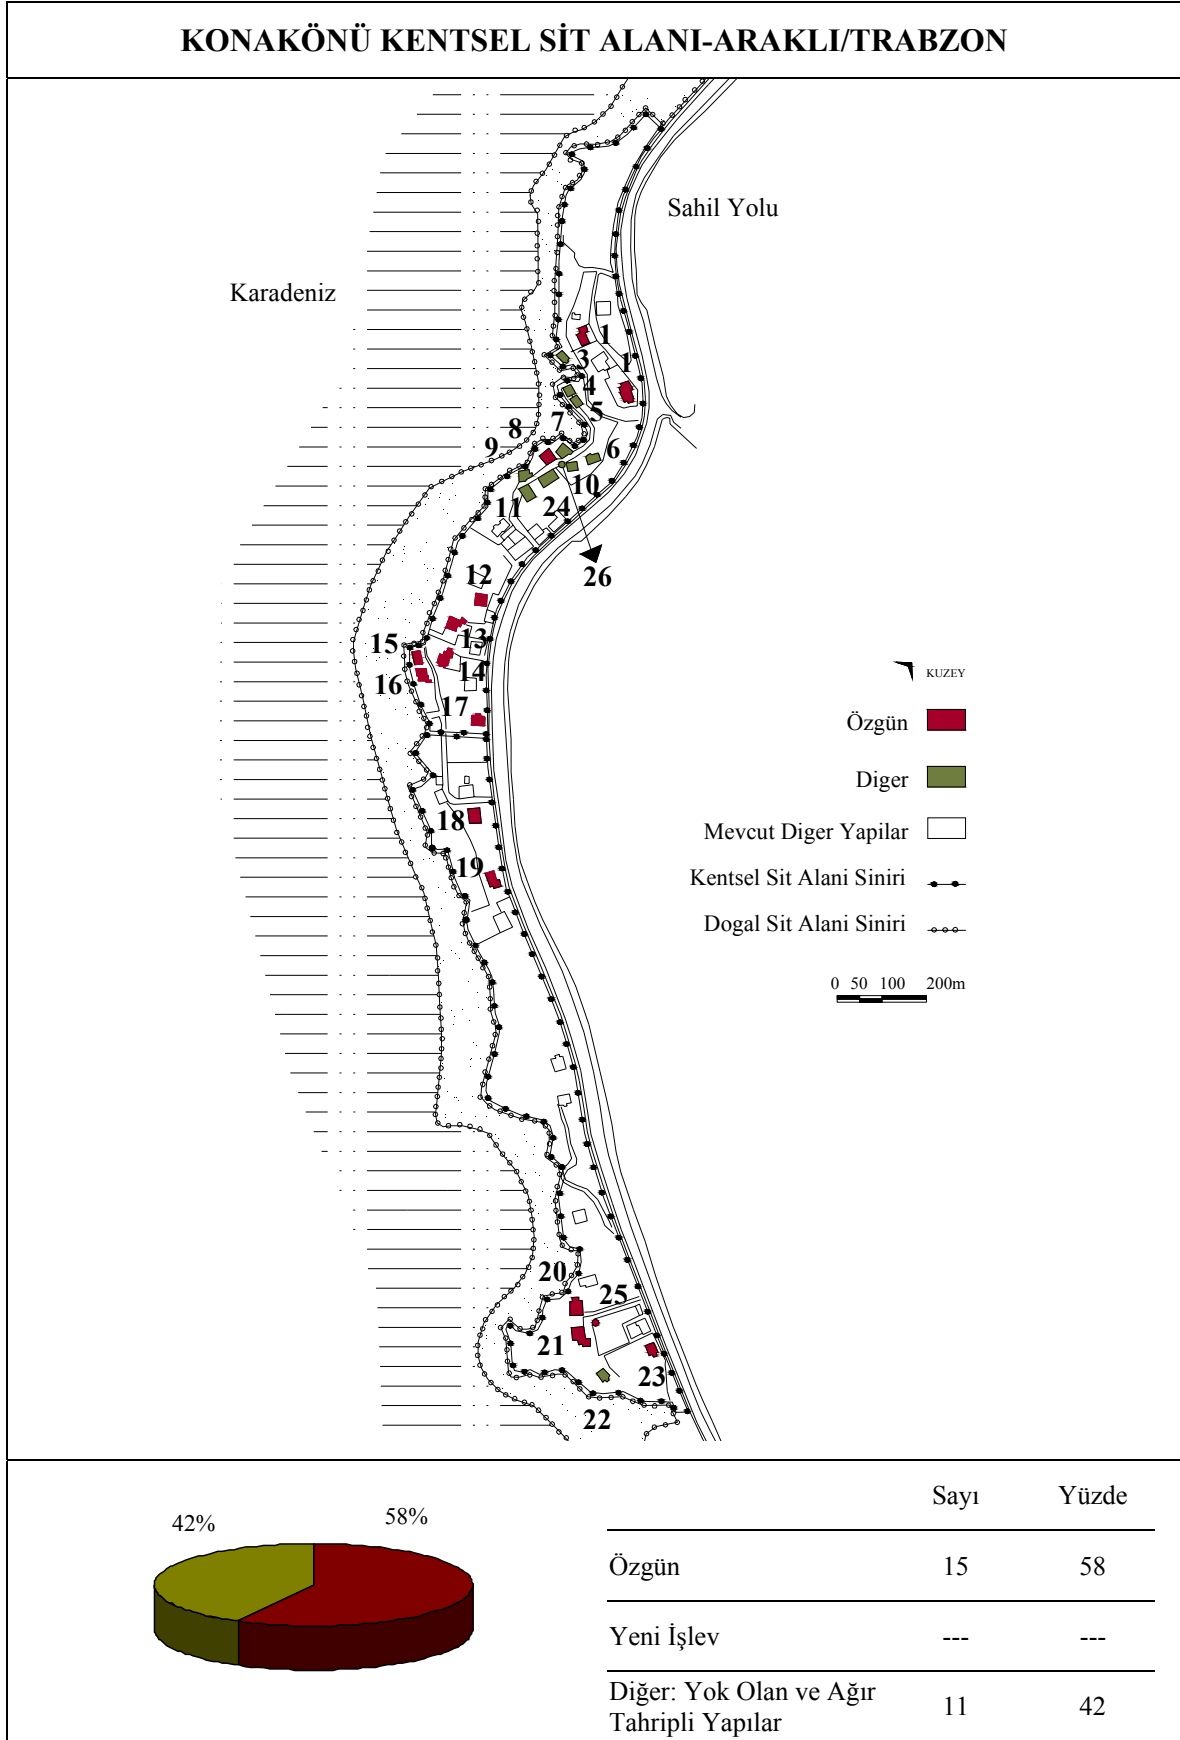 KONAKÖNÜ KENTSEL SİT ALANI-ARAKLI/TRABZON
Sahil Yolu
Karadeniz
1
3
1
4
5
7
8
6
9
10
11
24
26
12
13
15
14
16
17
KUZEY
Özgün
Diger
Mevcut Diger Yapilar
Kentsel Sit Alani Siniri
Dogal Sit Alani Siniri
0 50 100 200m
18
19
20
25
21
23
22
42%
58%
Sayı Yüzde
Özgün 15 58
Yeni İşlev --- ---
Diğer: Yok Olan ve Ağır
Tahripli Yapılar 11 42